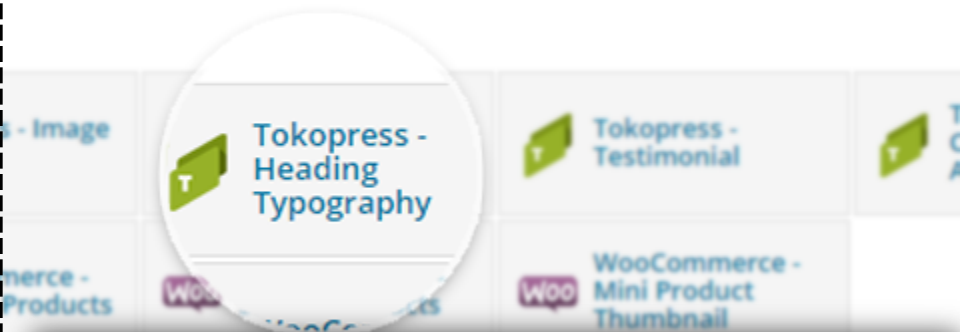 s - Image
Tokopress -
Heading
Typography
T
Tokopress -
Testimonial
T
T
merce -
Products
Woo
WooCommerce -
Mini Product
Thumbnail